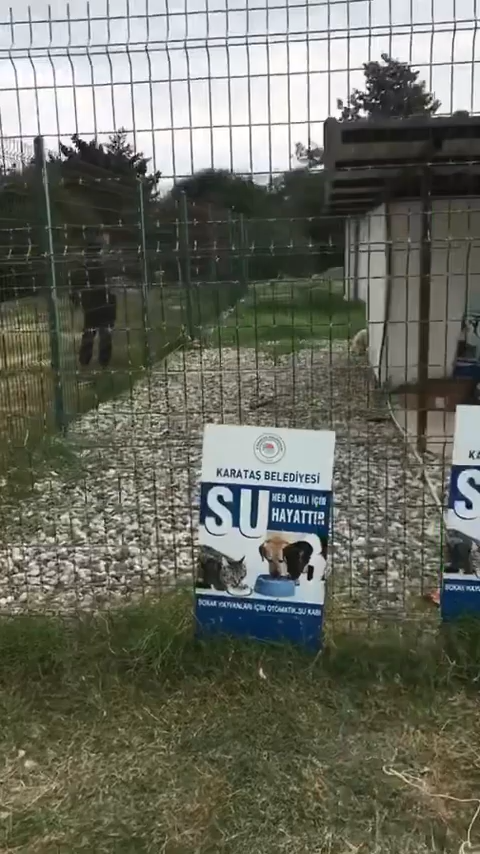 KARATAŞ BELEDİYESİ
SU
HER CANLI İÇİN
HAYATTIR
SOKAK HAYVANLARI İÇİN OTOMATİK SU KABI